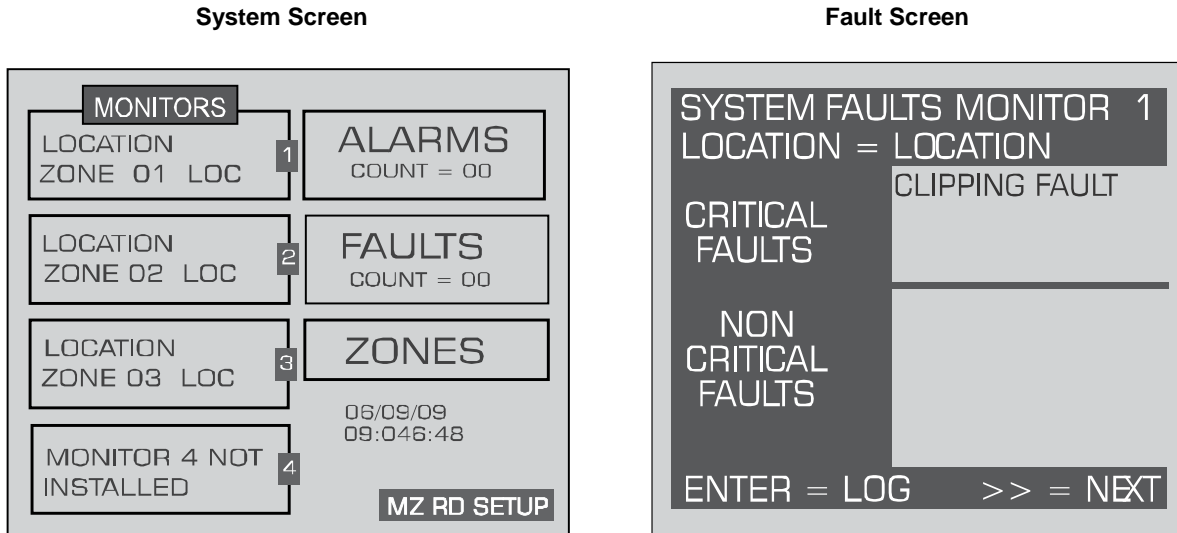 System Screen
MONITORS
LOCATION
ZONE 01 LOC
1
ALARMS
COUNT = 00
LOCATION
ZONE 02 LOC
2
FAULTS
COUNT = 00
LOCATION
ZONE 03 LOC
3
ZONES
06/09/09
09:046:48
MONITOR 4 NOT
INSTALLED
4
MZ RD SETUP
Fault Screen
SYSTEM FAULTS MONITOR 1
LOCATION = LOCATION
CLIPPING FAULT
CRITICAL
FAULTS
NON
CRITICAL
FAULTS
ENTER = LOG >> = NEXT